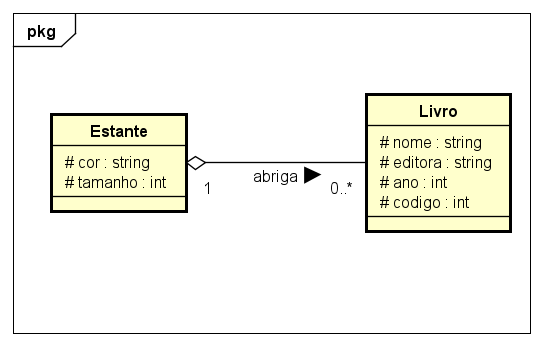 pkg
Estante
# cor : string
# tamanho : int
Livro
# nome : string
# editora : string
# ano : int
# codigo : int
1
abriga
0..*